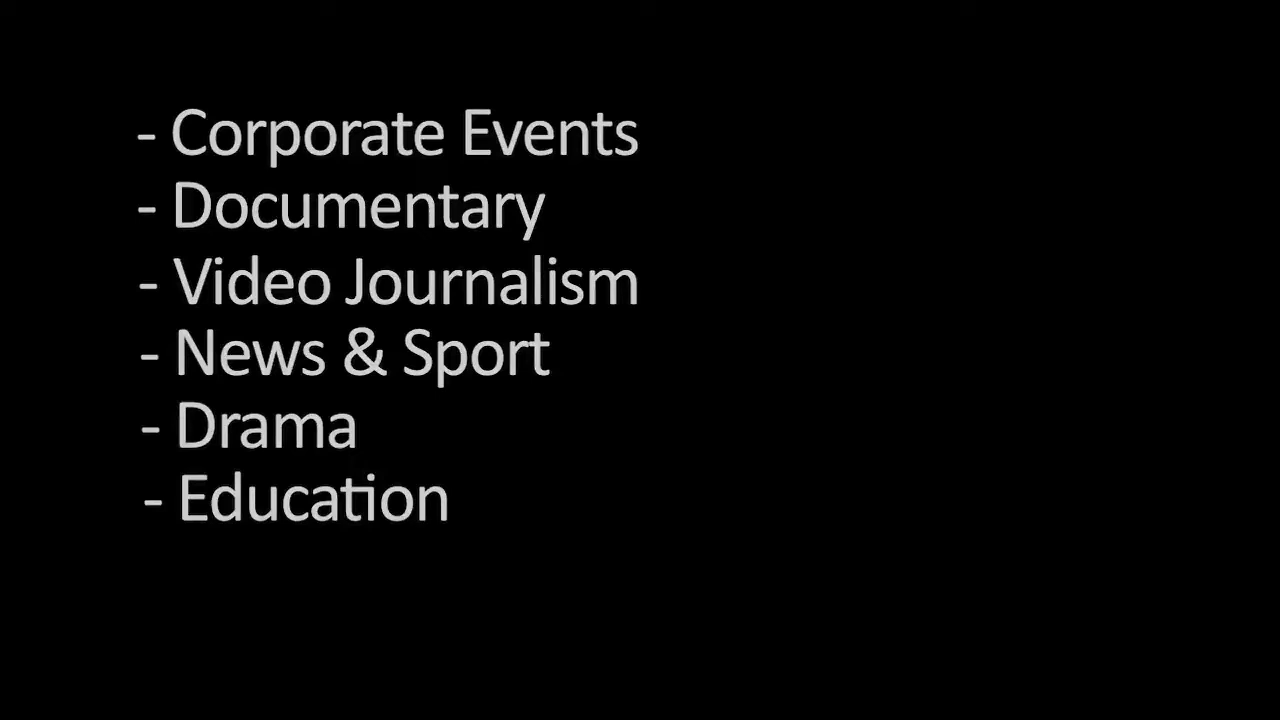 - Corporate Events
- Documentary
- Video Journalism
- News & Sport
- Drama
- Education